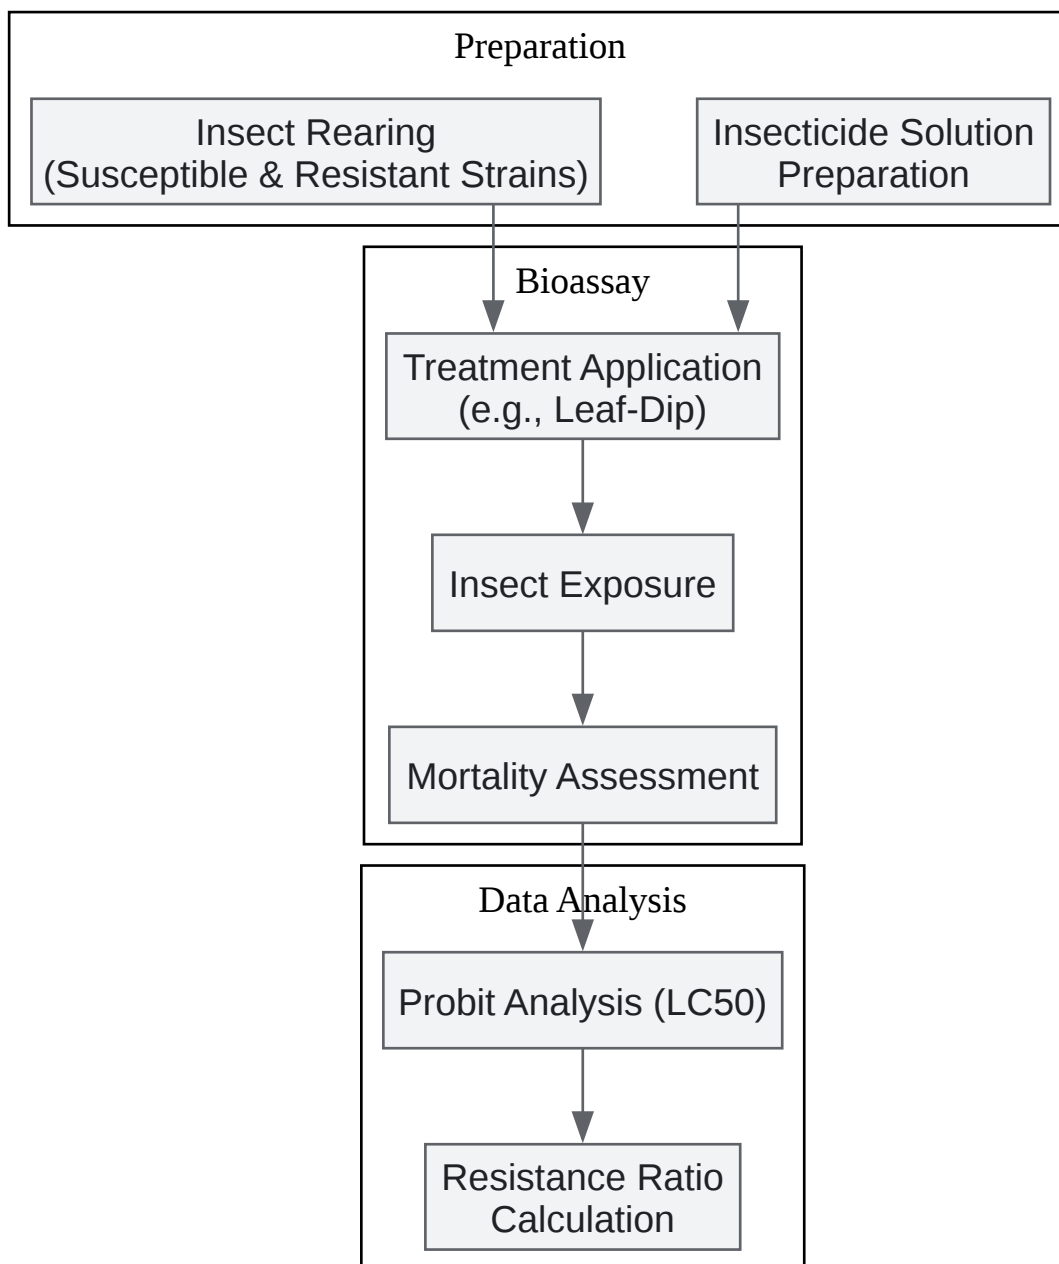 Preparation
Insect Rearing
(Susceptible & Resistant Strains)
Insecticide Solution
Preparation
Bioassay
Treatment Application
(e.g., Leaf-Dip)
Insect Exposure
Mortality Assessment
Data Analysis
Probit Analysis (LC50)
Resistance Ratio
Calculation